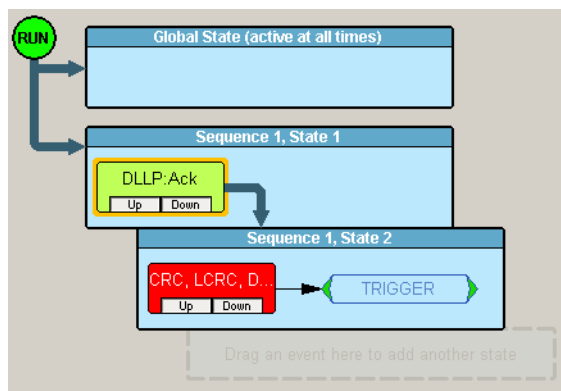 RUN
Global State (active at all times)
Sequence 1, State 1
DLLP:Ack
Up Down
Sequence 1, State 2
CRC, LCRC, D...
Up Down
TRIGGER
Drag an event here to add another state